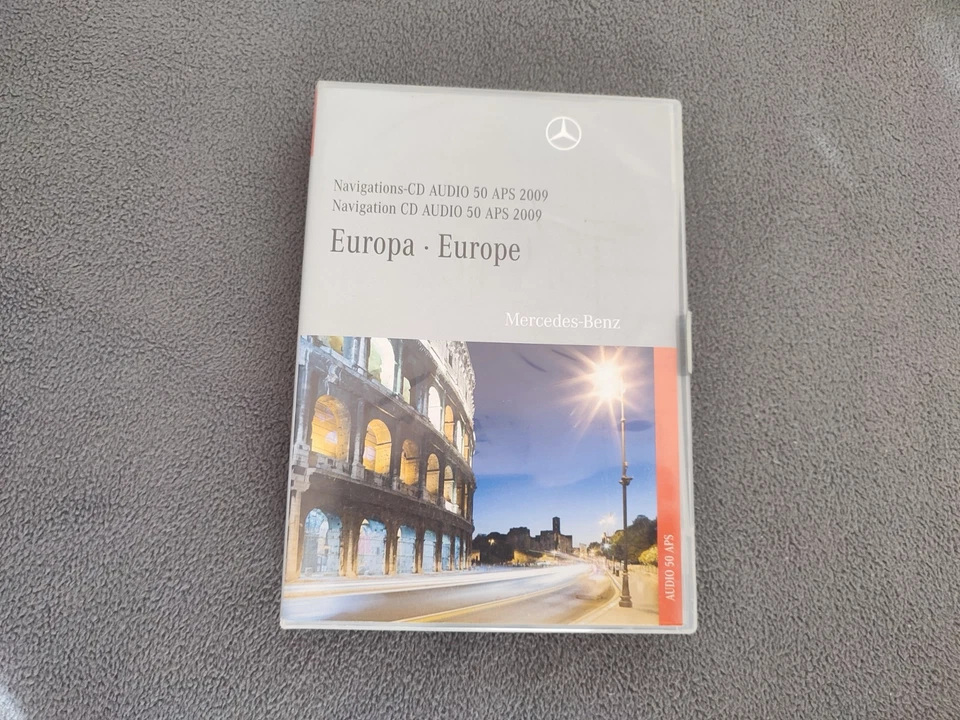 Navigations-CD AUDIO 50 APS 2009
Navigation CD AUDIO 50 APS 2009
Europa · Europe
Mercedes-Benz
AUDIO 50 APS